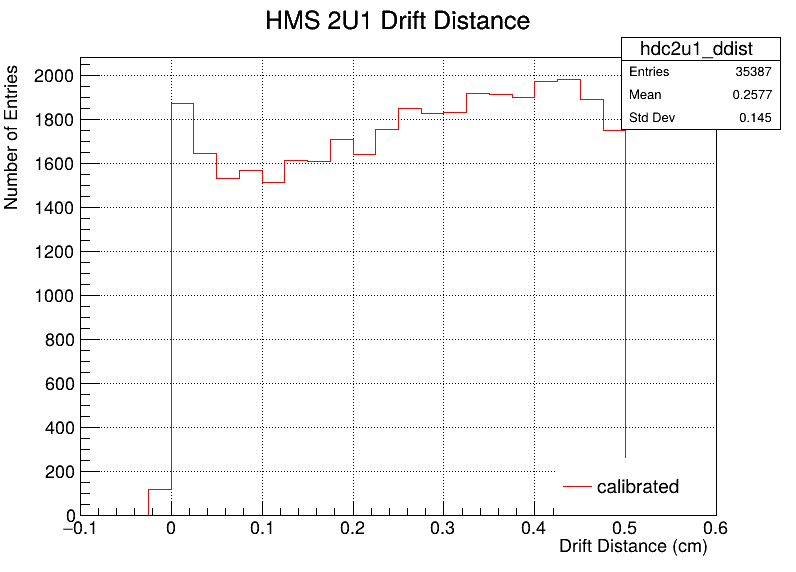 HMS 2U1 Drift Distance
hdc2u1_ddist
Entries 35387
Mean 0.2577
Std Dev 0.145
Number of Entries
2000
1800
1600
1400
1200
1000
800
600
400
200
0
calibrated
−0.1 0 0.1 0.2 0.3 0.4 0.5 0.6
Drift Distance (cm)